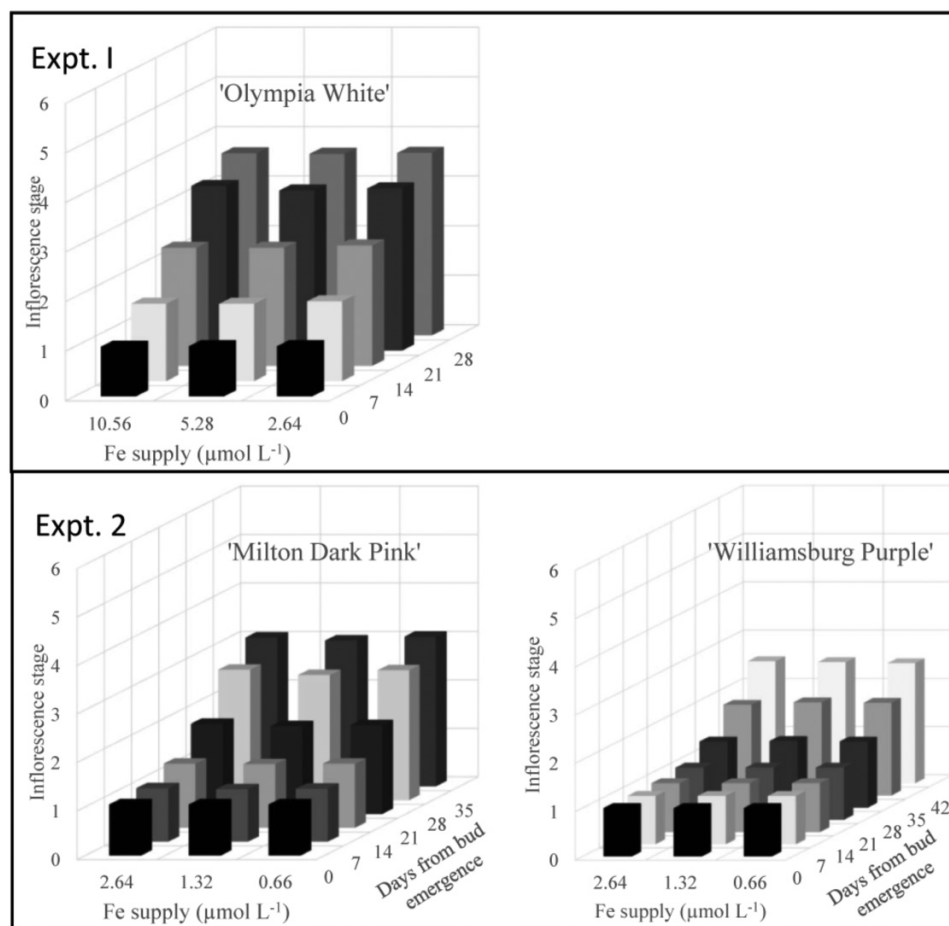 Expt. I
'Olympia White'
Inflorescence stage
6
5
4
3
2
1
0
10.56 5.28 2.64
0 7 14 21 28
Fe supply (µmol L⁻¹)
Expt. 2
'Milton Dark Pink'
Inflorescence stage
6
5
4
3
2
1
0
2.64 1.32 0.66
0 7 14 21 28 35
Fe supply (µmol L⁻¹)
Days from bud
emergence
'Williamsburg Purple'
Inflorescence stage
6
5
4
3
2
1
0
2.64 1.32 0.66
0 7 14 21 28 35 42
Fe supply (µmol L⁻¹)
Days from bud
emergence